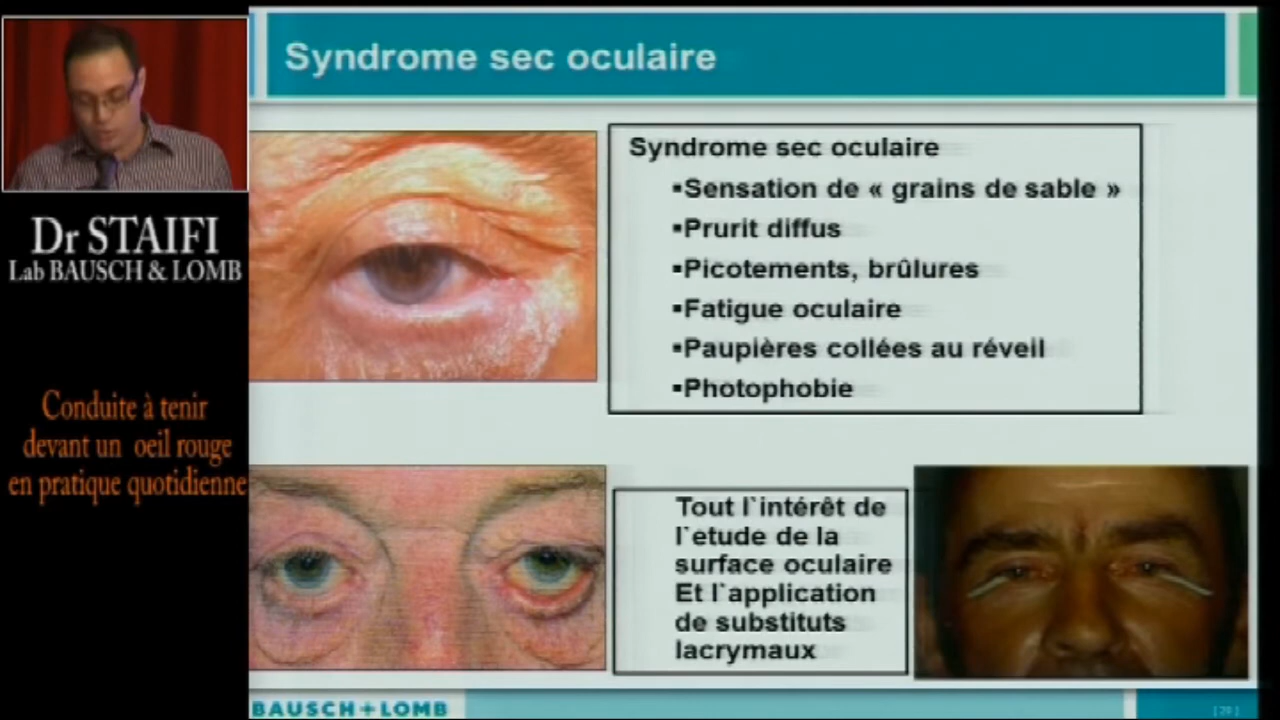 Syndrome sec oculaire
Dr STAIFI
Lab BAUSCH & LOMB
Conduite à tenir
devant un oeil rouge
en pratique quotidienne
Syndrome sec oculaire
▪Sensation de « grains de sable »
▪Prurit diffus
▪Picotements, brûlures
▪Fatigue oculaire
▪Paupières collées au réveil
▪Photophobie
Tout l`intérêt de
l`etude de la
surface oculaire
Et l`application
de substituts
lacrymaux
BAUSCH+LOMB